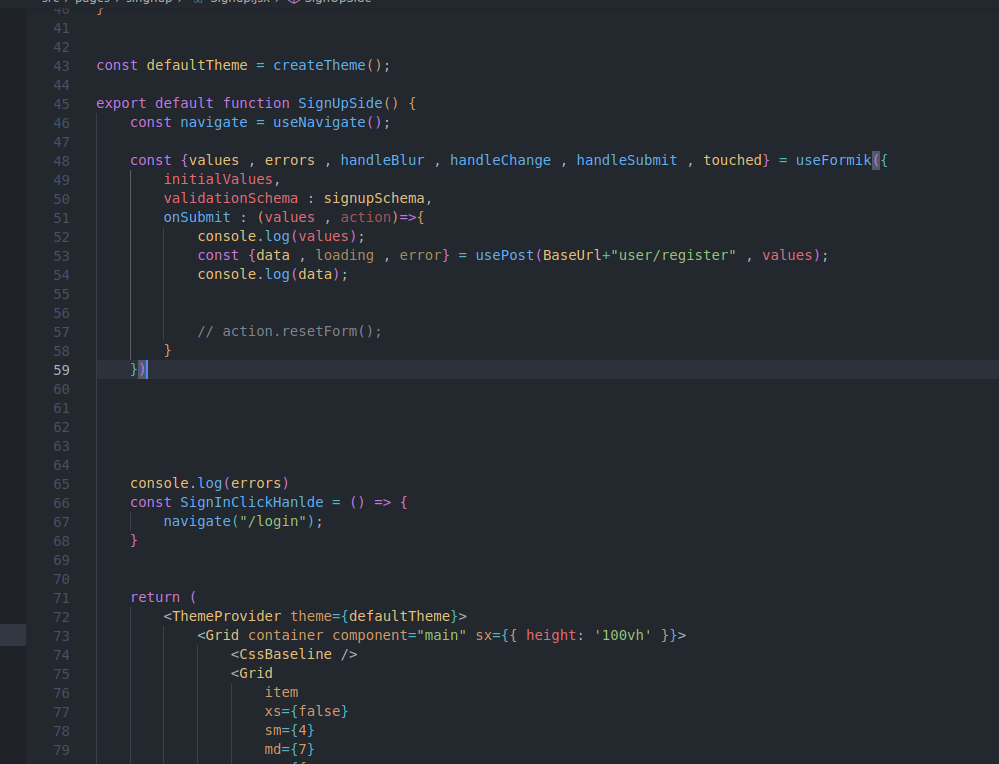 src > pages > singup > Signup.jsx > SignUpSide
40 }
41
42
43 const defaultTheme = createTheme();
44
45 export default function SignUpSide() {
46 const navigate = useNavigate();
47
48 const {values , errors , handleBlur , handleChange , handleSubmit , touched} = useFormik({
49 initialValues,
50 validationSchema : signupSchema,
51 onSubmit : (values , action)=>{
52 console.log(values);
53 const {data , loading , error} = usePost(BaseUrl+"user/register" , values);
54 console.log(data);
55
56
57 // action.resetForm();
58 }
59 })
60
61
62
63
64
65 console.log(errors)
66 const SignInClickHanlde = () => {
67 navigate("/login");
68 }
69
70
71 return (
72 <ThemeProvider theme={defaultTheme}>
73 <Grid container component="main" sx={{ height: '100vh' }}>
74 <CssBaseline />
75 <Grid
76 item
77 xs={false}
78 sm={4}
79 md={7}